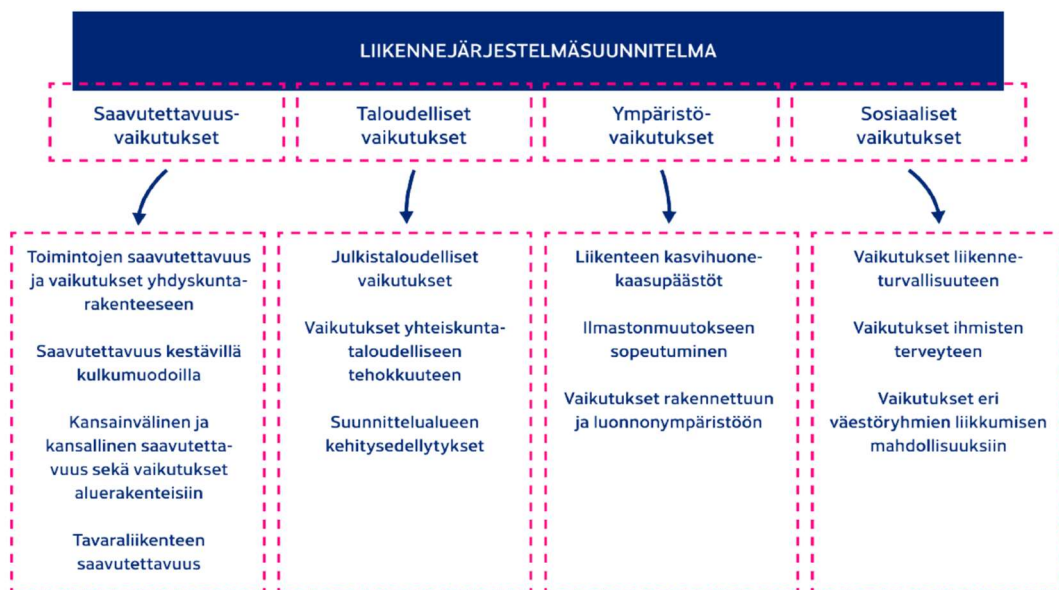 LIIKENNEJÄRJESTELMÄSUUNNITELMA
Saavutettavuus-
vaikutukset
Taloudelliset
vaikutukset
Ympäristö-
vaikutukset
Sosiaaliset
vaikutukset
Toimintojen saavutettavuus
ja vaikutukset yhdyskunta-
rakenteeseen
Saavutettavuus kestävillä
kulkumuodoilla
Kansainvälinen ja
kansallinen saavutetta-
vuus sekä vaikutukset
aluerakenteisiin
Tavaraliikenteen
saavutettavuus
Julkistaloudelliset
vaikutukset
Vaikutukset yhteiskunta-
taloudelliseen
tehokkuuteen
Suunnittelualueen
kehitysedellytykset
Liikenteen kasvihuone-
kaasupäästöt
Ilmastonmuutokseen
sopeutuminen
Vaikutukset rakennettuun
ja luonnonympäristöön
Vaikutukset liikenne-
turvallisuuteen
Vaikutukset ihmisten
terveyteen
Vaikutukset eri
väestöryhmien liikkumisen
mahdollisuuksiin